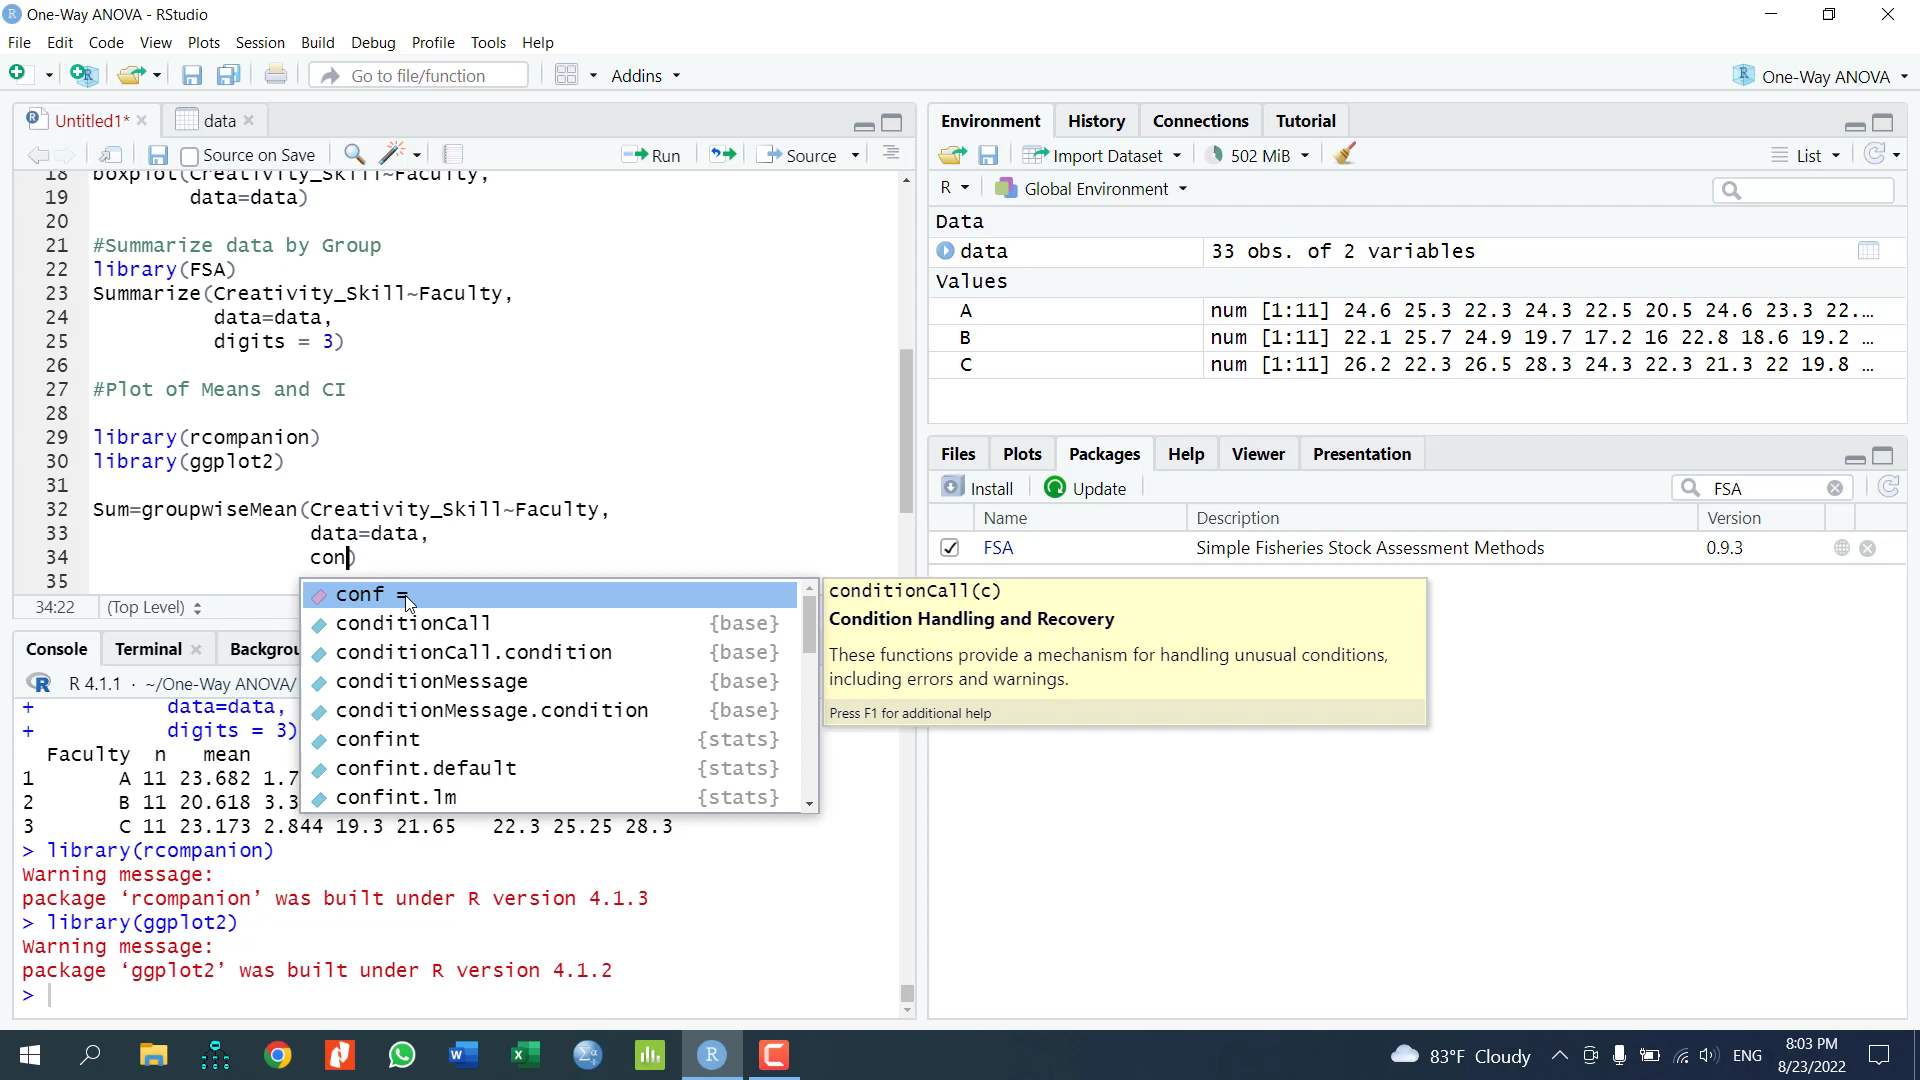 One-Way ANOVA - RStudio
File Edit Code View Plots Session Build Debug Profile Tools Help
Go to file/function
Addins
One-Way ANOVA
Untitled1*
data
Source on Save
Run
Source
18 boxplot(Creativity_Skill~Faculty,
19 data=data)
20
21 #Summarize data by Group
22 library(FSA)
23 Summarize(Creativity_Skill~Faculty,
24 data=data,
25 digits = 3)
26
27 #Plot of Means and CI
28
29 library(rcompanion)
30 library(ggplot2)
31
32 Sum=groupwiseMean(Creativity_Skill~Faculty,
33 data=data,
34 con)
35
34:22 (Top Level)
conf =
conditionCall {base}
conditionCall.condition {base}
conditionMessage {base}
conditionMessage.condition {base}
confint {stats}
confint.default {stats}
confint.lm {stats}
conditionCall(c)
Condition Handling and Recovery
These functions provide a mechanism for handling unusual conditions,
including errors and warnings.
Press F1 for additional help
Console Terminal Backgrou
R 4.1.1 · ~/One-Way ANOVA/
+ data=data,
+ digits = 3)
Faculty n mean
1 A 11 23.682 1.7
2 B 11 20.618 3.3
3 C 11 23.173 2.844 19.3 21.65 22.3 25.25 28.3
> library(rcompanion)
Warning message:
package ‘rcompanion’ was built under R version 4.1.3
> library(ggplot2)
Warning message:
package ‘ggplot2’ was built under R version 4.1.2
>
Environment History Connections Tutorial
Import Dataset 502 MiB List
R Global Environment
Data
data 33 obs. of 2 variables
Values
A num [1:11] 24.6 25.3 22.3 24.3 22.5 20.5 24.6 23.3 22.…
B num [1:11] 22.1 25.7 24.9 19.7 17.2 16 22.8 18.6 19.2 …
C num [1:11] 26.2 22.3 26.5 28.3 24.3 22.3 21.3 22 19.8 …
Files Plots Packages Help Viewer Presentation
Install Update FSA
Name Description Version
FSA Simple Fisheries Stock Assessment Methods 0.9.3
83°F Cloudy
ENG
8:03 PM
8/23/2022